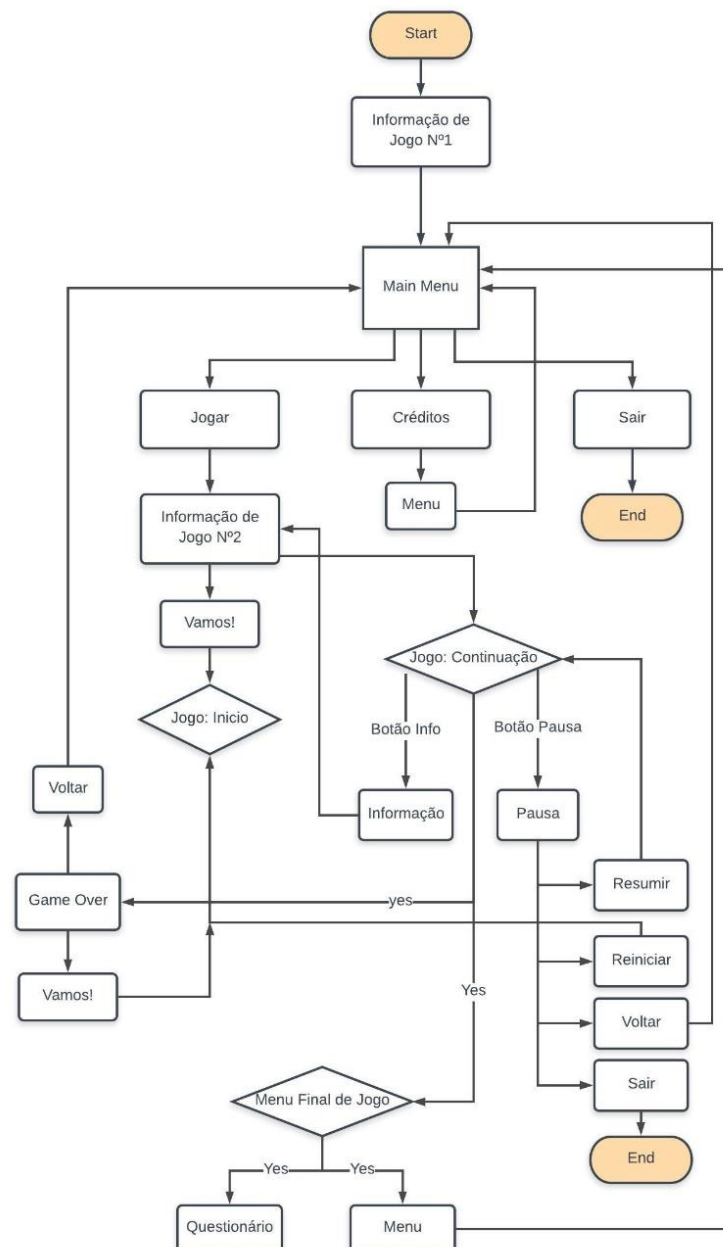 Start
Informação de
Jogo Nº1
Main Menu
Jogar
Créditos
Sair
Informação de
Jogo Nº2
Menu
End
Vamos!
Jogo: Continuação
Jogo: Inicio
Botão Info
Botão Pausa
Voltar
Informação
Pausa
Game Over
yes
Resumir
Reiniciar
Vamos!
Yes
Voltar
Sair
Menu Final de Jogo
End
Yes
Yes
Questionário
Menu